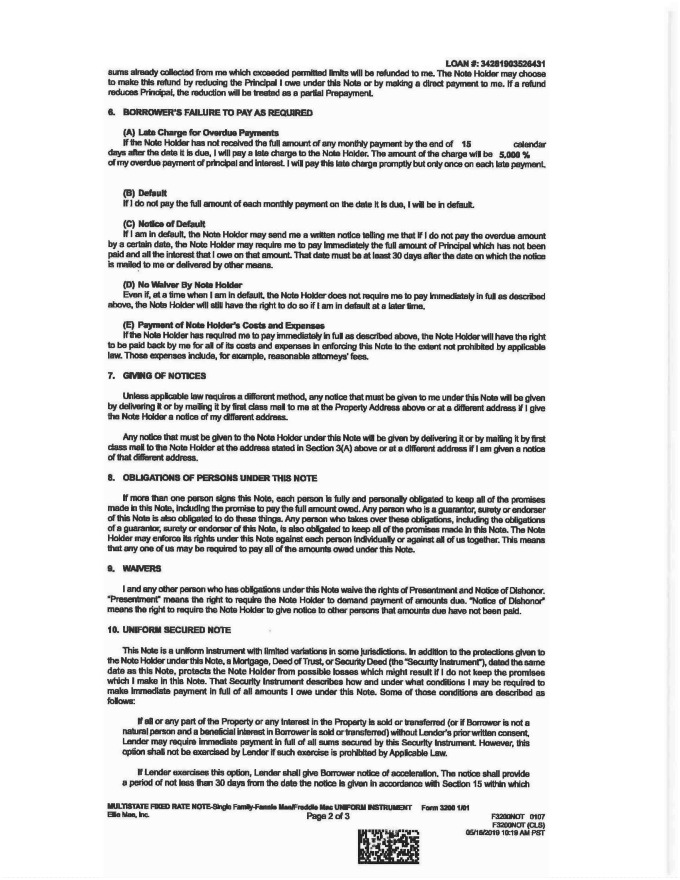 LOAN #: 34281903526431
sums already collected from me which exceeded permitted limits will be refunded to me. The Note Holder may choose
to make this refund by reducing the Principal I owe under this Note or by making a direct payment to me. If a refund
reduces Principal, the reduction will be treated as a partial Prepayment.
6. BORROWER'S FAILURE TO PAY AS REQUIRED
(A) Late Charge for Overdue Payments
If the Note Holder has not received the full amount of any monthly payment by the end of 15 calendar
days after the date it is due, I will pay a late charge to the Note Holder. The amount of the charge will be 5.000 %
of my overdue payment of principal and interest. I will pay this late charge promptly but only once on each late payment.
(B) Default
If I do not pay the full amount of each monthly payment on the date it is due, I will be in default.
(C) Notice of Default
If I am in default, the Note Holder may send me a written notice telling me that if I do not pay the overdue amount
by a certain date, the Note Holder may require me to pay immediately the full amount of Principal which has not been
paid and all the interest that I owe on that amount. That date must be at least 30 days after the date on which the notice
is mailed to me or delivered by other means.
(D) No Waiver By Note Holder
Even if, at a time when I am in default, the Note Holder does not require me to pay immediately in full as described
above, the Note Holder will still have the right to do so if I am in default at a later time.
(E) Payment of Note Holder's Costs and Expenses
If the Note Holder has required me to pay immediately in full as described above, the Note Holder will have the right
to be paid back by me for all of its costs and expenses in enforcing this Note to the extent not prohibited by applicable
law. Those expenses include, for example, reasonable attorneys' fees.
7. GIVING OF NOTICES
Unless applicable law requires a different method, any notice that must be given to me under this Note will be given
by delivering it or by mailing it by first class mail to me at the Property Address above or at a different address if I give
the Note Holder a notice of my different address.
Any notice that must be given to the Note Holder under this Note will be given by delivering it or by mailing it by first
class mail to the Note Holder at the address stated in Section 3(A) above or at a different address if I am given a notice
of that different address.
8. OBLIGATIONS OF PERSONS UNDER THIS NOTE
If more than one person signs this Note, each person is fully and personally obligated to keep all of the promises
made in this Note, including the promise to pay the full amount owed. Any person who is a guarantor, surety or endorser
of this Note is also obligated to do these things. Any person who takes over these obligations, including the obligations
of a guarantor, surety or endorser of this Note, is also obligated to keep all of the promises made in this Note. The Note
Holder may enforce its rights under this Note against each person individually or against all of us together. This means
that any one of us may be required to pay all of the amounts owed under this Note.
9. WAIVERS
I and any other person who has obligations under this Note waive the rights of Presentment and Notice of Dishonor.
"Presentment" means the right to require the Note Holder to demand payment of amounts due. "Notice of Dishonor"
means the right to require the Note Holder to give notice to other persons that amounts due have not been paid.
10. UNIFORM SECURED NOTE
This Note is a uniform instrument with limited variations in some jurisdictions. In addition to the protections given to
the Note Holder under this Note, a Mortgage, Deed of Trust, or Security Deed (the "Security Instrument"), dated the same
date as this Note, protects the Note Holder from possible losses which might result if I do not keep the promises
which I make in this Note. That Security Instrument describes how and under what conditions I may be required to
make immediate payment in full of all amounts I owe under this Note. Some of those conditions are described as
follows:
If all or any part of the Property or any Interest in the Property is sold or transferred (or if Borrower is not a
natural person and a beneficial interest in Borrower is sold or transferred) without Lender's prior written consent,
Lender may require immediate payment in full of all sums secured by this Security Instrument. However, this
option shall not be exercised by Lender if such exercise is prohibited by Applicable Law.
If Lender exercises this option, Lender shall give Borrower notice of acceleration. The notice shall provide
a period of not less than 30 days from the date the notice is given in accordance with Section 15 within which
MULTISTATE FIXED RATE NOTE-Single Family-Fannie Mae/Freddie Mac UNIFORM INSTRUMENT Form 3200 1/01
Ellie Mae, Inc. Page 2 of 3 F3200NOT 0107
F3200NOT (CLS)
05/16/2019 10:19 AM PST